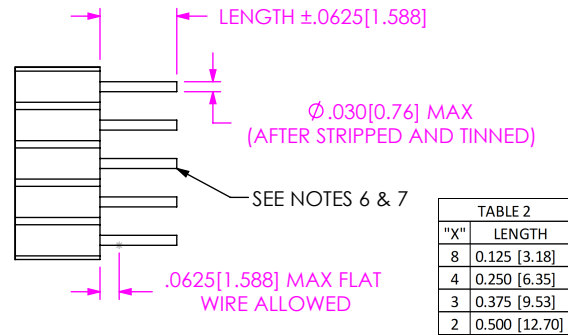 LENGTH ±.0625[1.588]
Ø.030[0.76] MAX
(AFTER STRIPPED AND TINNED)
SEE NOTES 6 & 7
.0625[1.588] MAX FLAT
WIRE ALLOWED
TABLE 2
"X" LENGTH
8 0.125 [3.18]
4 0.250 [6.35]
3 0.375 [9.53]
2 0.500 [12.70]